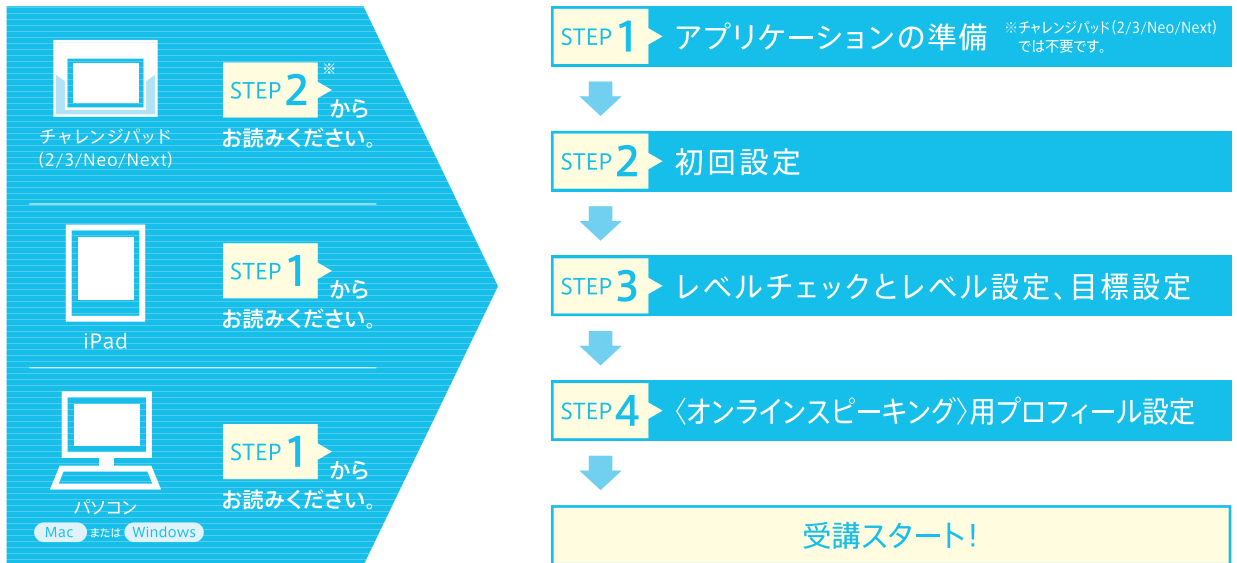 チャレンジパッド
(2/3/Neo/Next)
STEP 2 ※
から
お読みください。
iPad
STEP 1
から
お読みください。
パソコン
Mac または Windows
STEP 1
から
お読みください。
STEP 1 アプリケーションの準備 ※チャレンジパッド(2/3/Neo/Next)
では不要です。
STEP 2 初回設定
STEP 3 レベルチェックとレベル設定、目標設定
STEP 4 〈オンラインスピーキング〉用プロフィール設定
受講スタート!